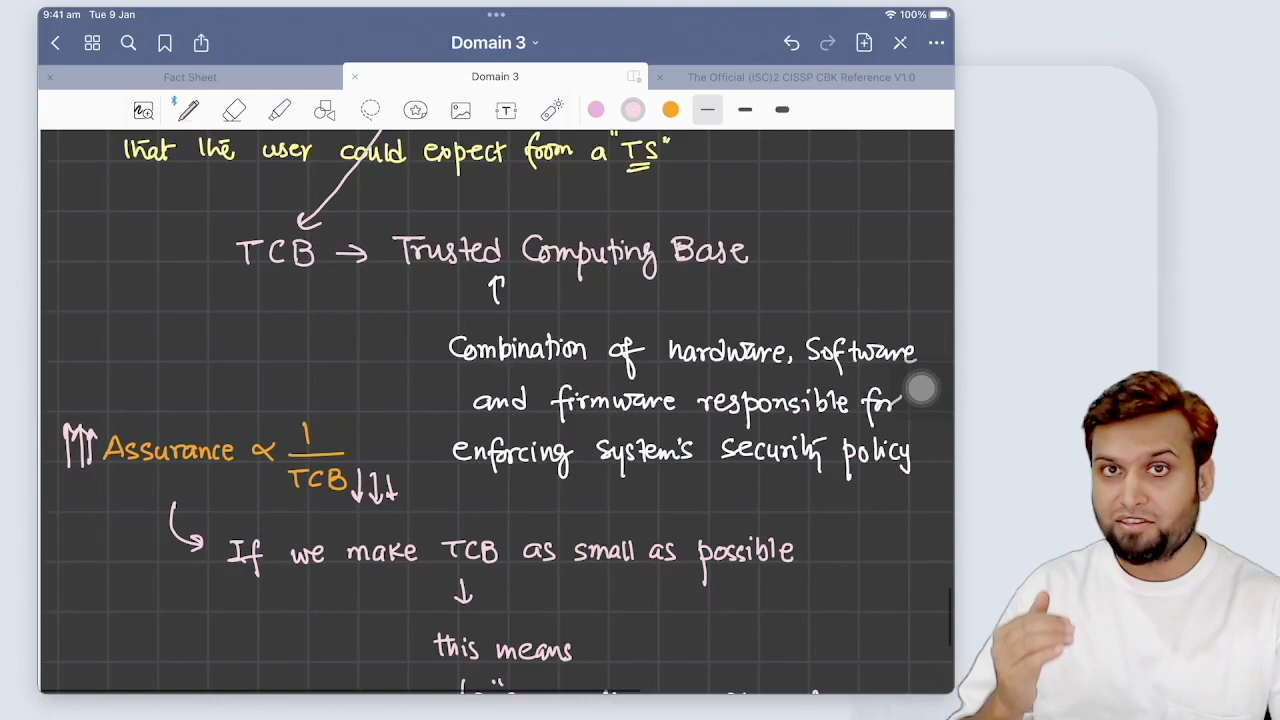 9:41 am Tue 9 Jan
100%
Domain 3
Fact Sheet
Domain 3
The Official (ISC)2 CISSP CBK Reference V1.0
that the user could expect from a "TS"
TCB → Trusted Computing Base
Combination of hardware, Software
and firmware responsible for
enforcing system's security policy
Assurance ∝ 1/TCB
If we make TCB as small as possible
this means